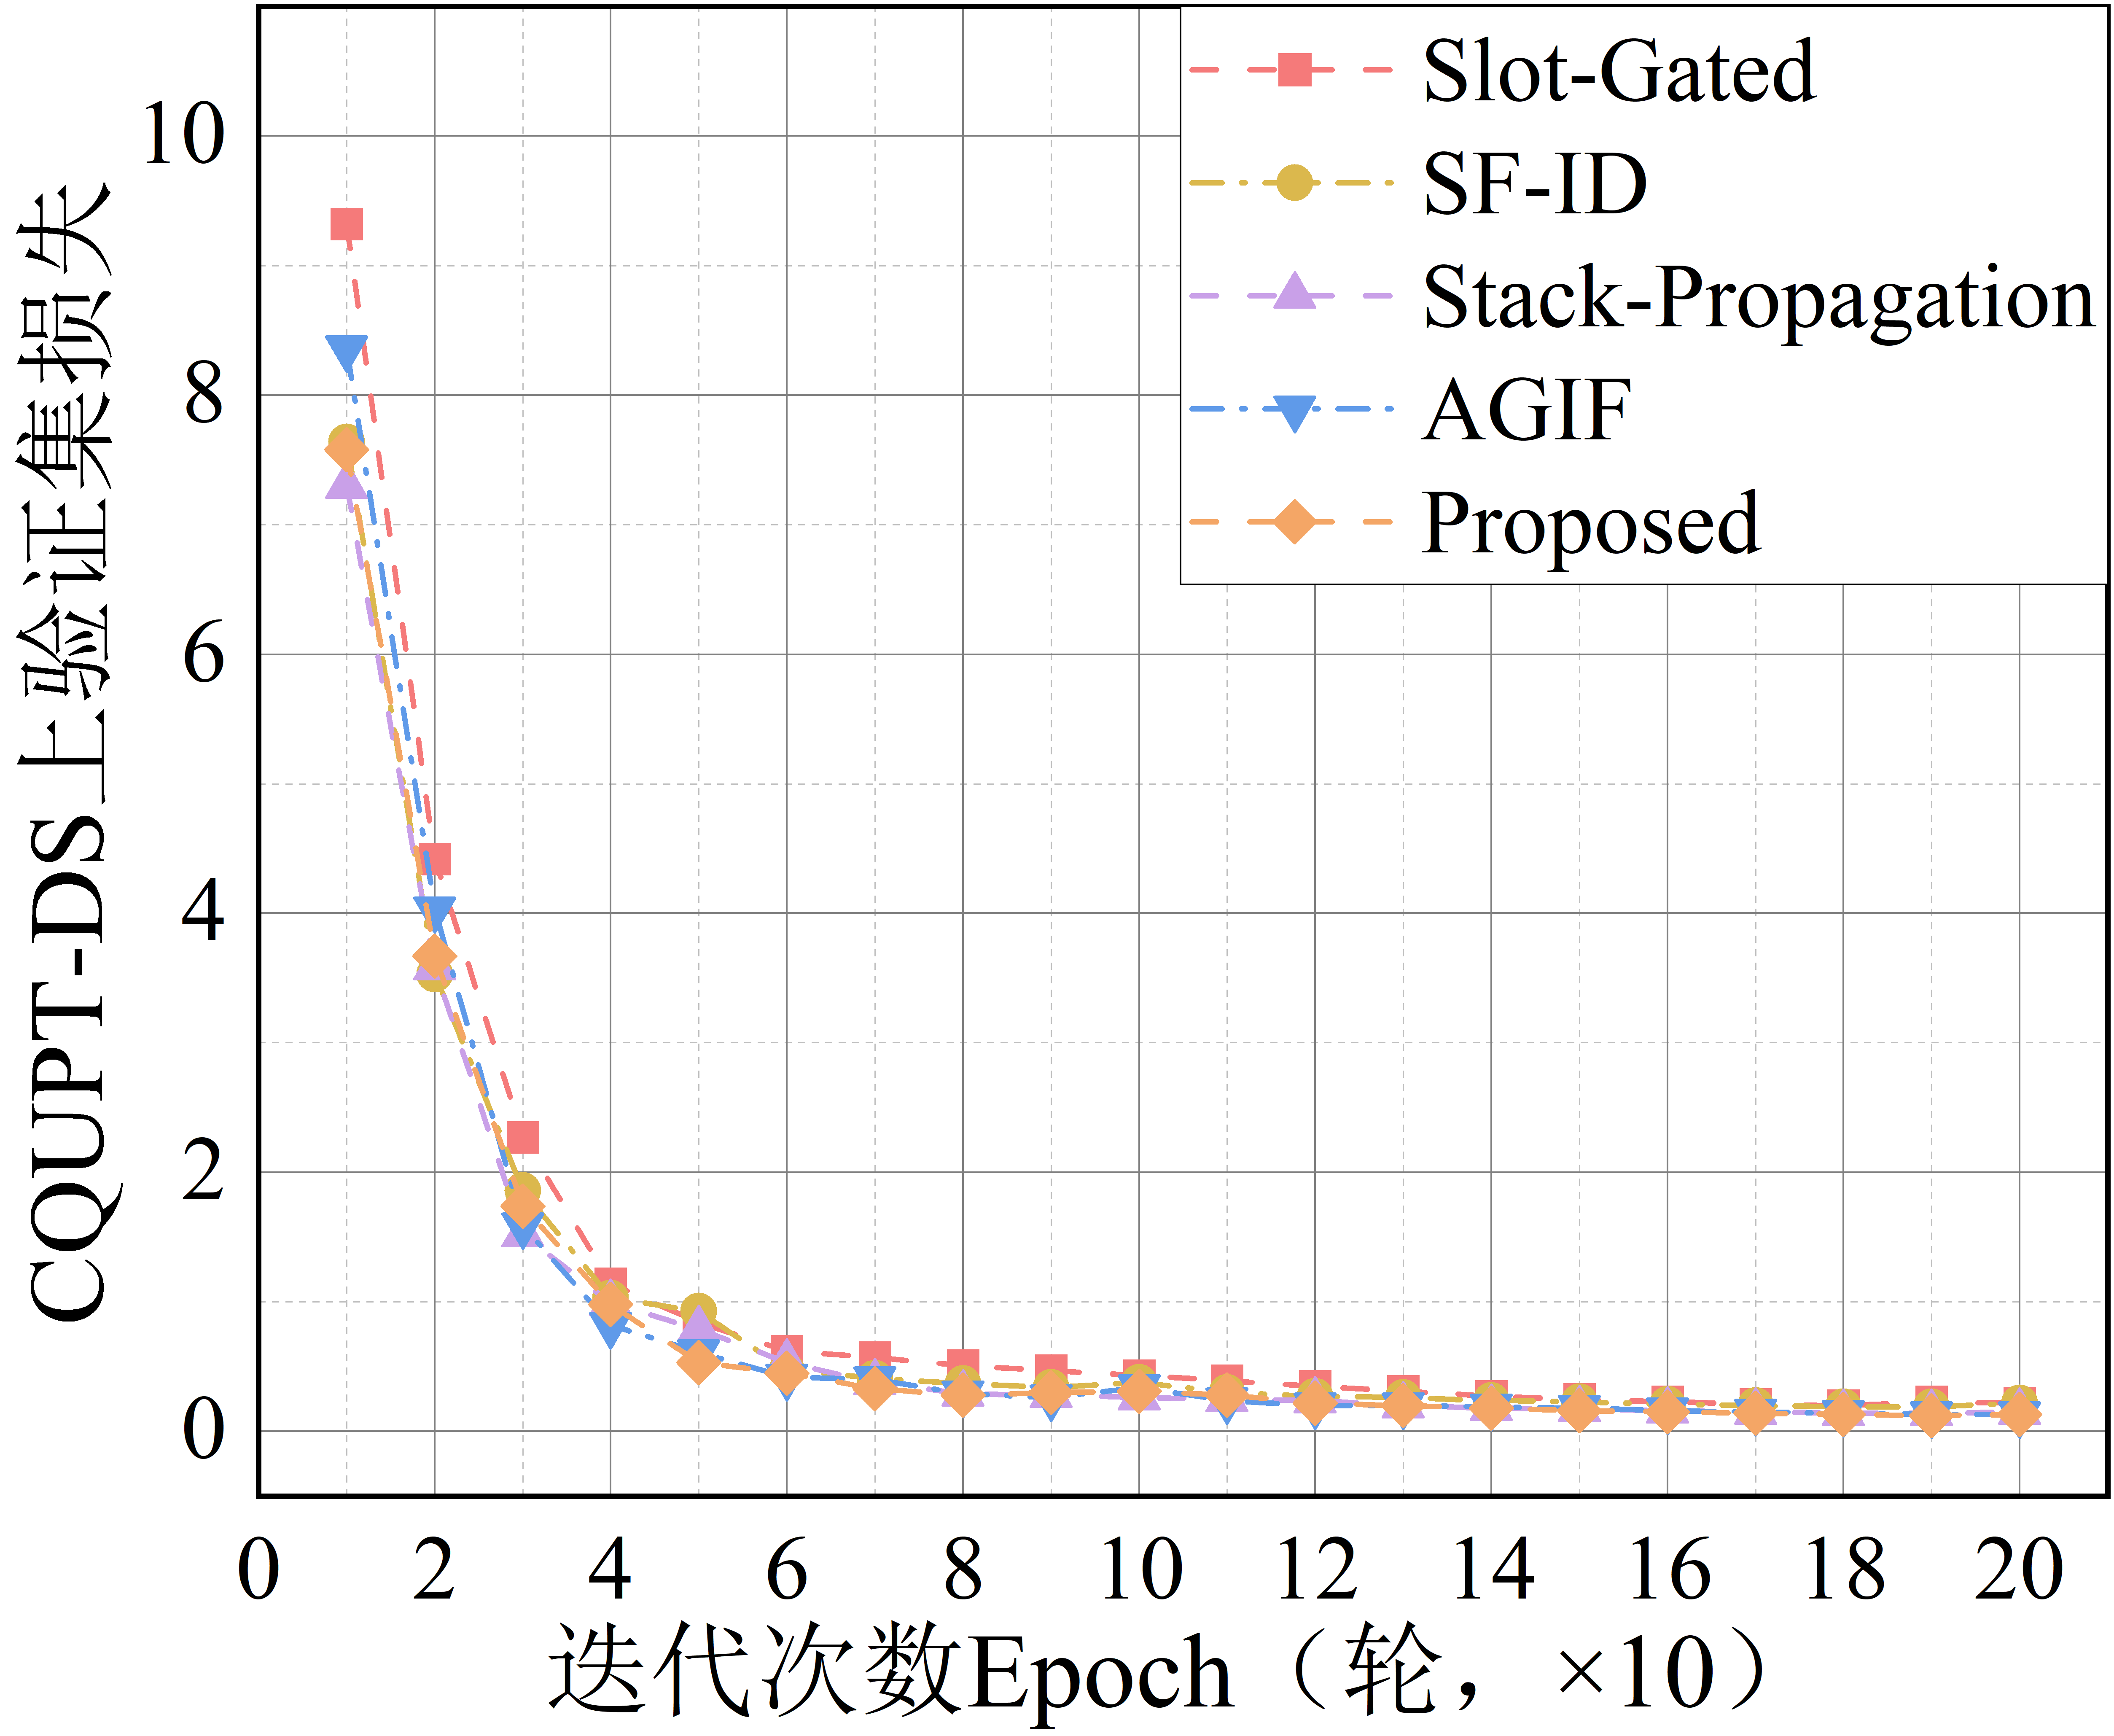 CQUPT-DS上验证集损失
10
8
6
4
2
0
Slot-Gated
SF-ID
Stack-Propagation
AGIF
Proposed
0 2 4 6 8 10 12 14 16 18 20
迭代次数Epoch（轮，×10）